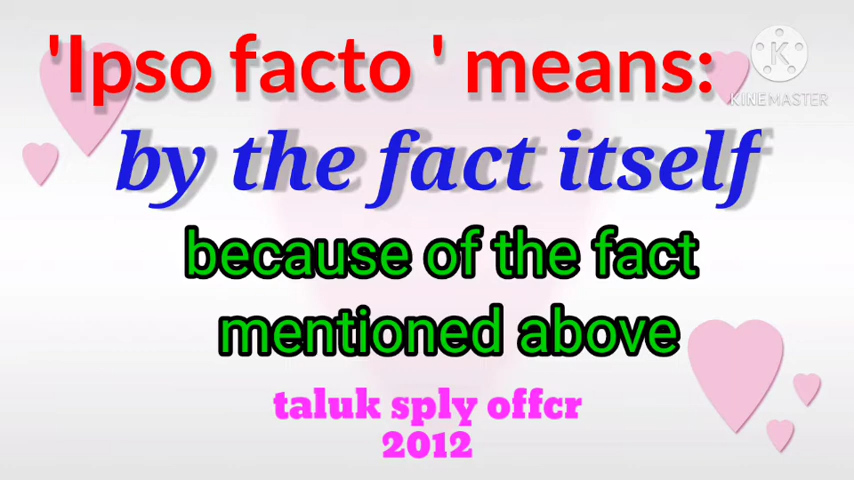 'Ipso facto ' means:
K
KINEMASTER
by the fact itself
because of the fact
mentioned above
taluk sply offcr
2012